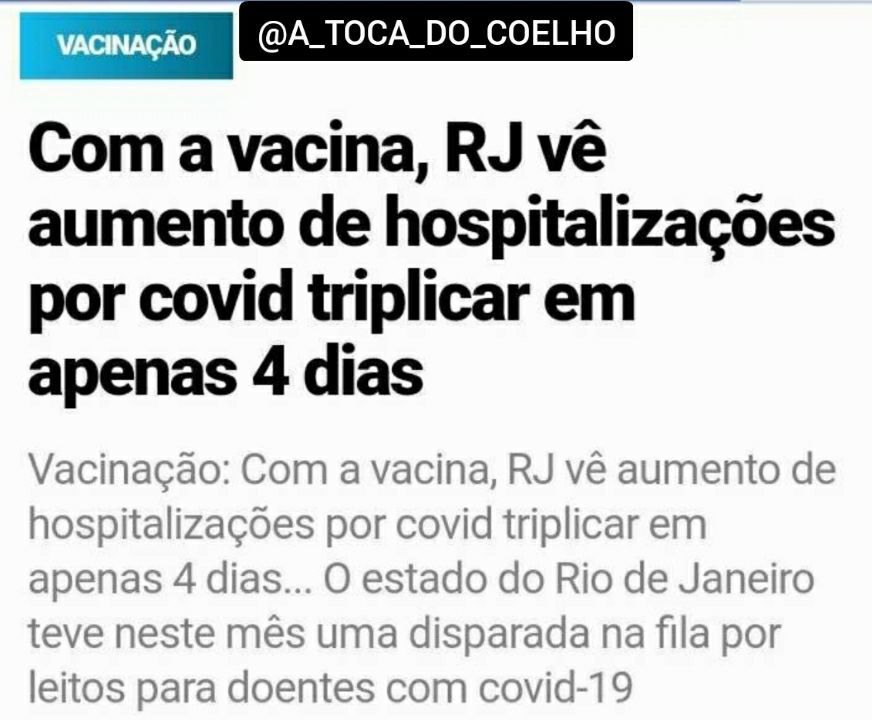 VACINAÇÃO
@A_TOCA_DO_COELHO
Com a vacina, RJ vê
aumento de hospitalizações
por covid triplicar em
apenas 4 dias
Vacinação: Com a vacina, RJ vê aumento de
hospitalizações por covid triplicar em
apenas 4 dias... O estado do Rio de Janeiro
teve neste mês uma disparada na fila por
leitos para doentes com covid-19